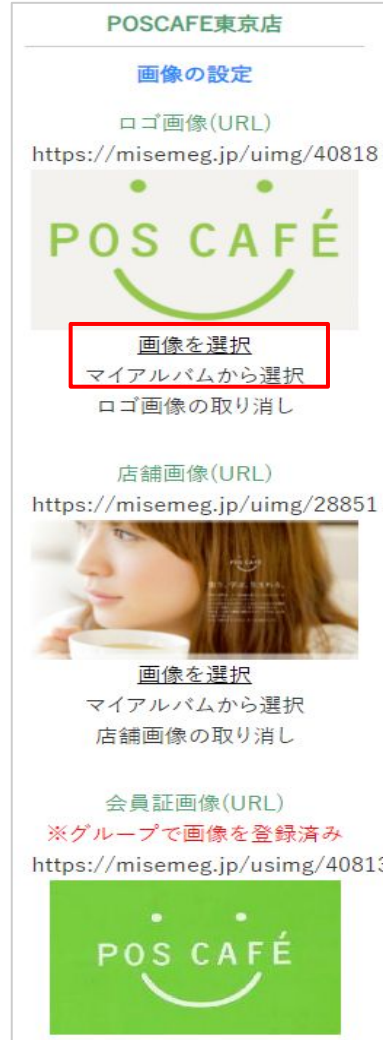 POSCAFE東京店
画像の設定
ロゴ画像(URL)
https://misemeg.jp/uimg/40818
POS CAFÉ
画像を選択
マイアルバムから選択
ロゴ画像の取り消し
店舗画像(URL)
https://misemeg.jp/uimg/28851
POS CAFÉ
画像を選択
マイアルバムから選択
店舗画像の取り消し
会員証画像(URL)
※グループで画像を登録済み
https://misemeg.jp/usimg/40813
POS CAFÉ